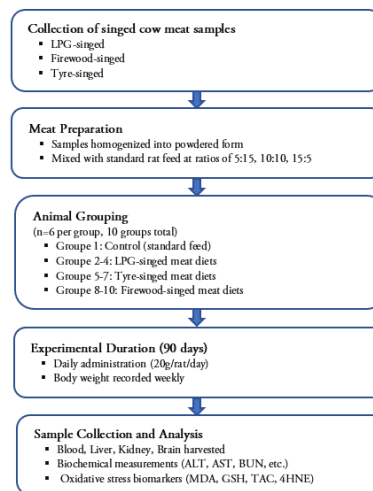 Collection of singed cow meat samples
▪ LPG-singed
▪ Firewood-singed
▪ Tyre-singed
Meat Preparation
▪ Samples homogenized into powdered form
▪ Mixed with standard rat feed at ratios of 5:15, 10:10, 15:5
Animal Grouping
(n=6 per group, 10 groups total)
▪ Groupe 1: Control (standard feed)
▪ Groupe 2-4: LPG-singed meat diets
▪ Groupe 5-7: Tyre-singed meat diets
▪ Groupe 8-10: Firewood-singed meat diets
Experimental Duration (90 days)
▪ Daily administration (20g/rat/day)
▪ Body weight recorded weekly
Sample Collection and Analysis
▪ Blood, Liver, Kidney, Brain harvested
▪ Biochemical measurements (ALT, AST, BUN, etc.)
▪ Oxidative stress biomarkers (MDA, GSH, TAC, 4HNE)